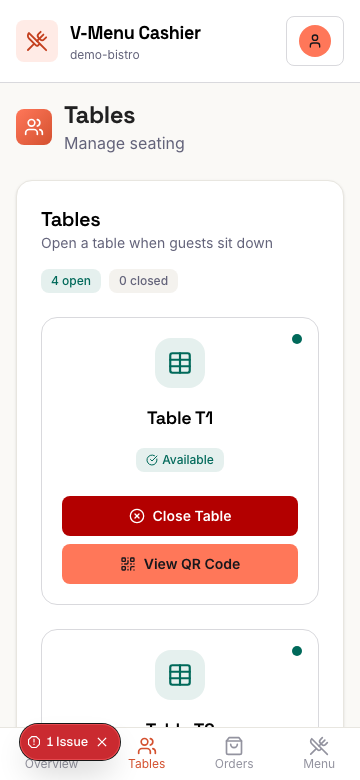 V-Menu Cashier
demo-bistro
Tables
Manage seating
Tables
Open a table when guests sit down
4 open
0 closed
Table T1
Available
Close Table
View QR Code
1 Issue
Overview
Tables
Orders
Menu